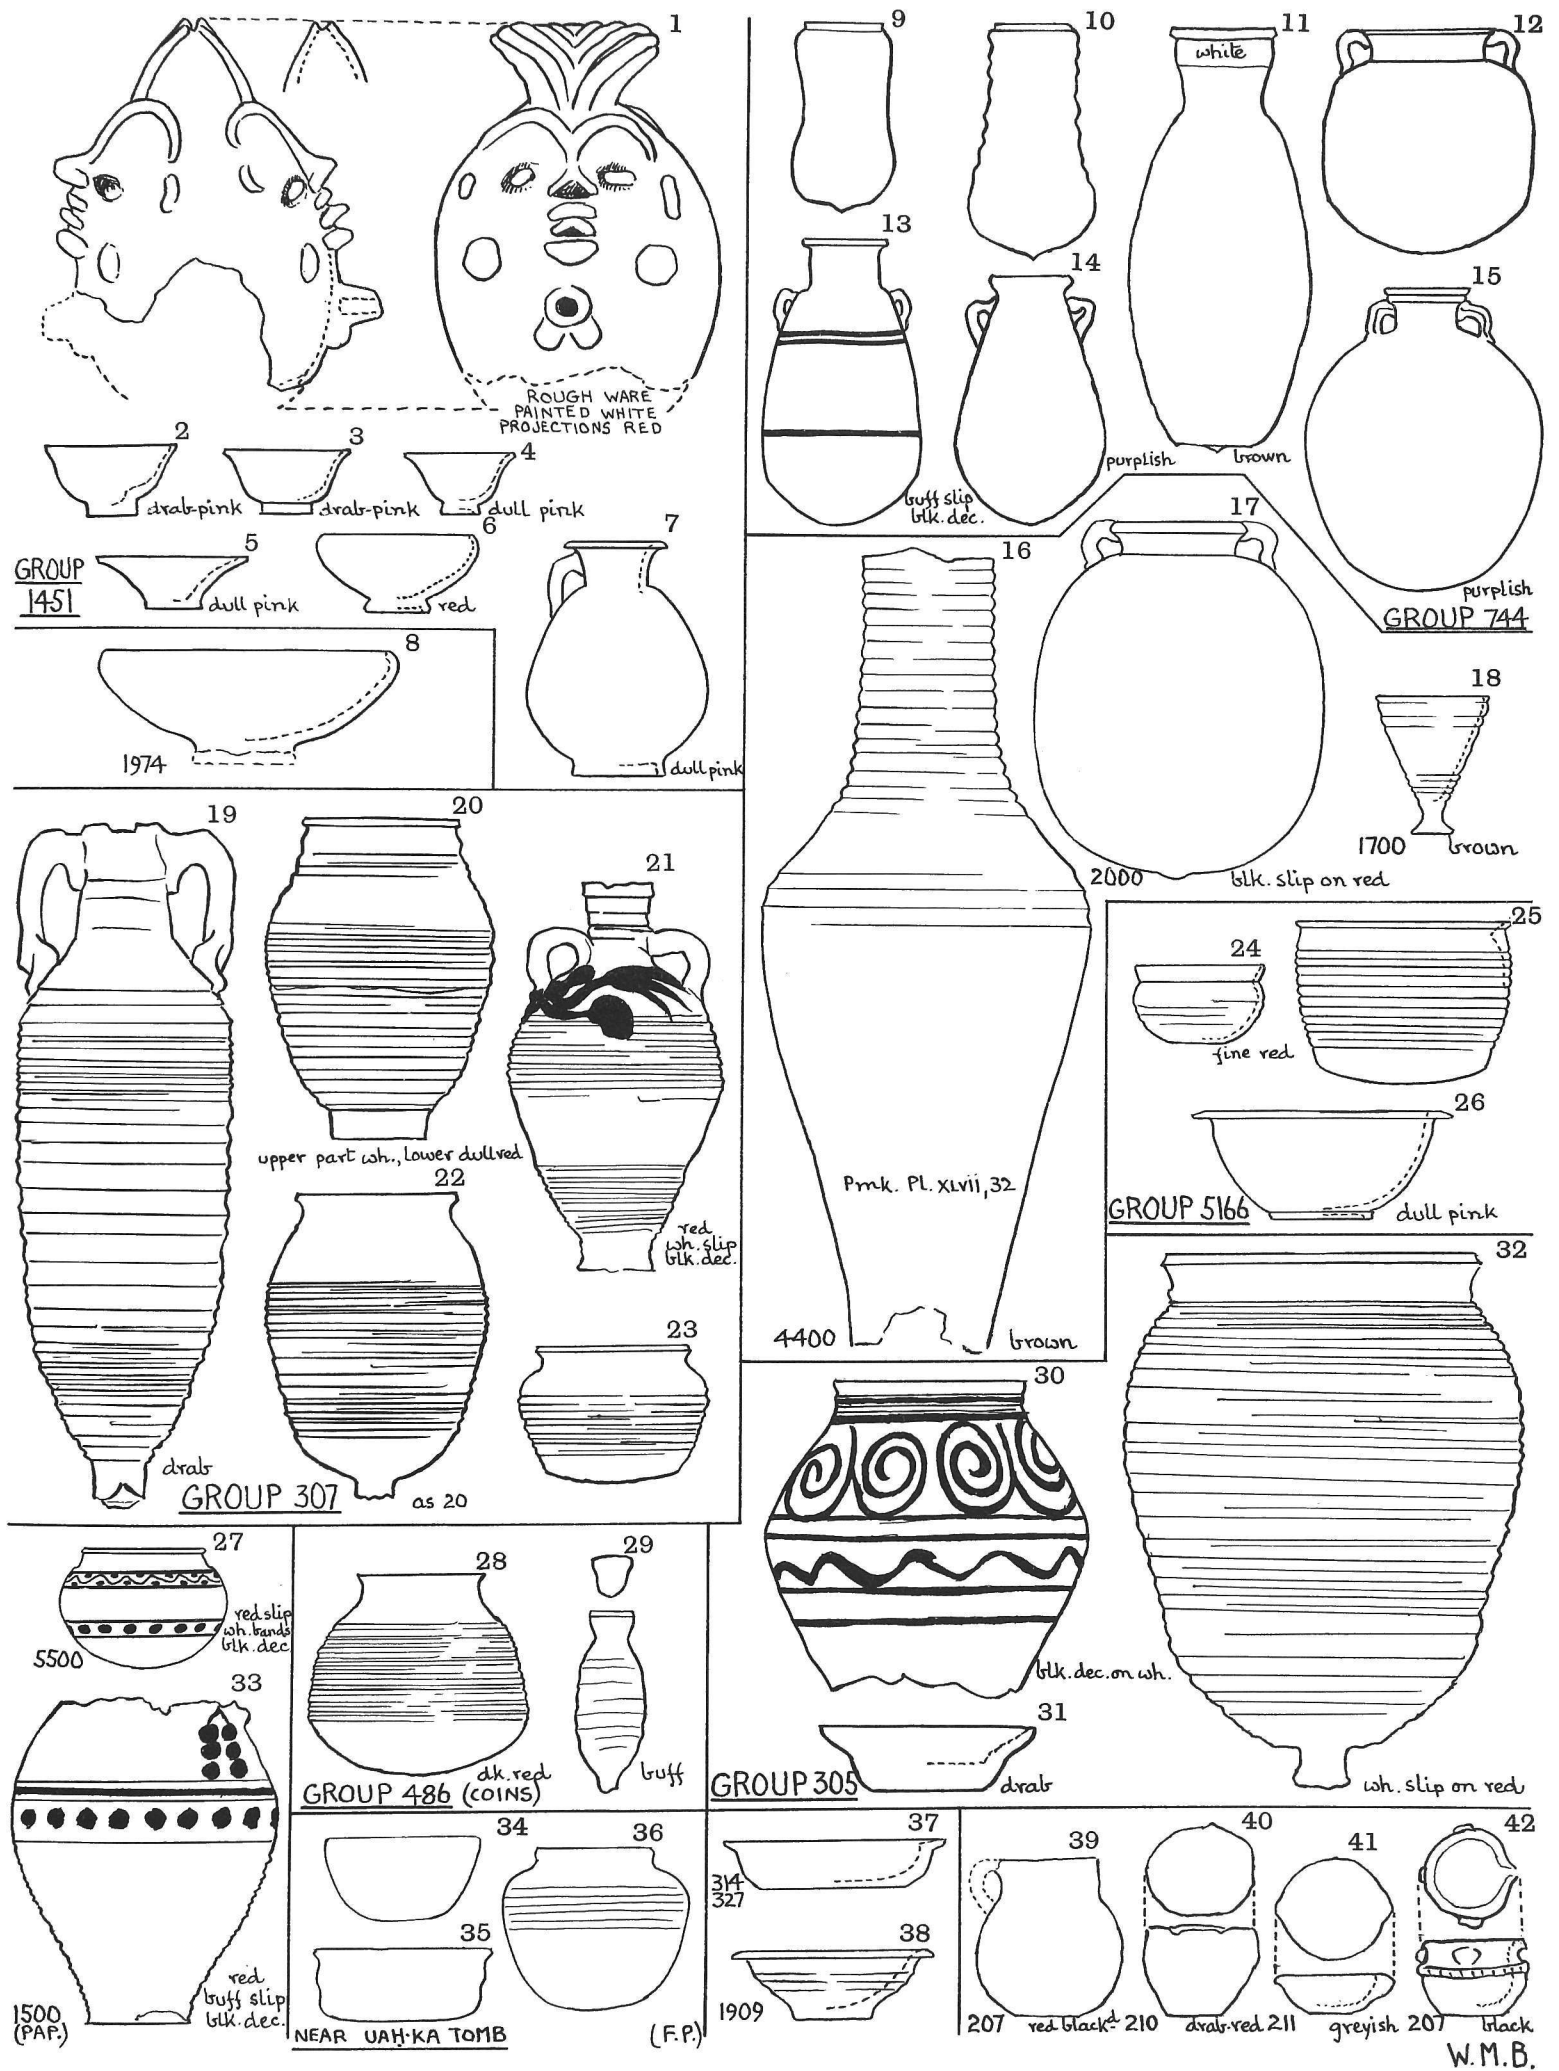 1
ROUGH WARE
PAINTED WHITE
PROJECTIONS RED
2
drab-pink
3
drab-pink
4
dull pink
5
dull pink
6
red
7
dull pink
GROUP
1451
8
1974
9
10
11
white
brown
12
13
buff slip
blk. dec.
14
purplish
15
purplish
GROUP 744
16
Pmk. Pl. XLvii, 32
4400
brown
17
2000
blk. slip on red
18
1700
brown
19
drab
20
upper part wh., Lower dull red
21
red
wh. slip
blk. dec.
22
as 20
23
GROUP 307
24
fine red
25
26
dull pink
GROUP 5166
27
red slip
wh. bands
blk. dec
5500
28
dk. red
29
buff
GROUP 486 (COINS)
30
blk. dec. on wh.
31
drab
32
wh. slip on red
GROUP 305
33
red
buff slip
blk. dec.
1500
(PAP.)
34
35
36
NEAR UAḤ·KA TOMB
(F.P.)
37
314
327
38
1909
39
207 red black.d
40
210 drab-red
41
211 greyish
42
207 black
W.M.B.